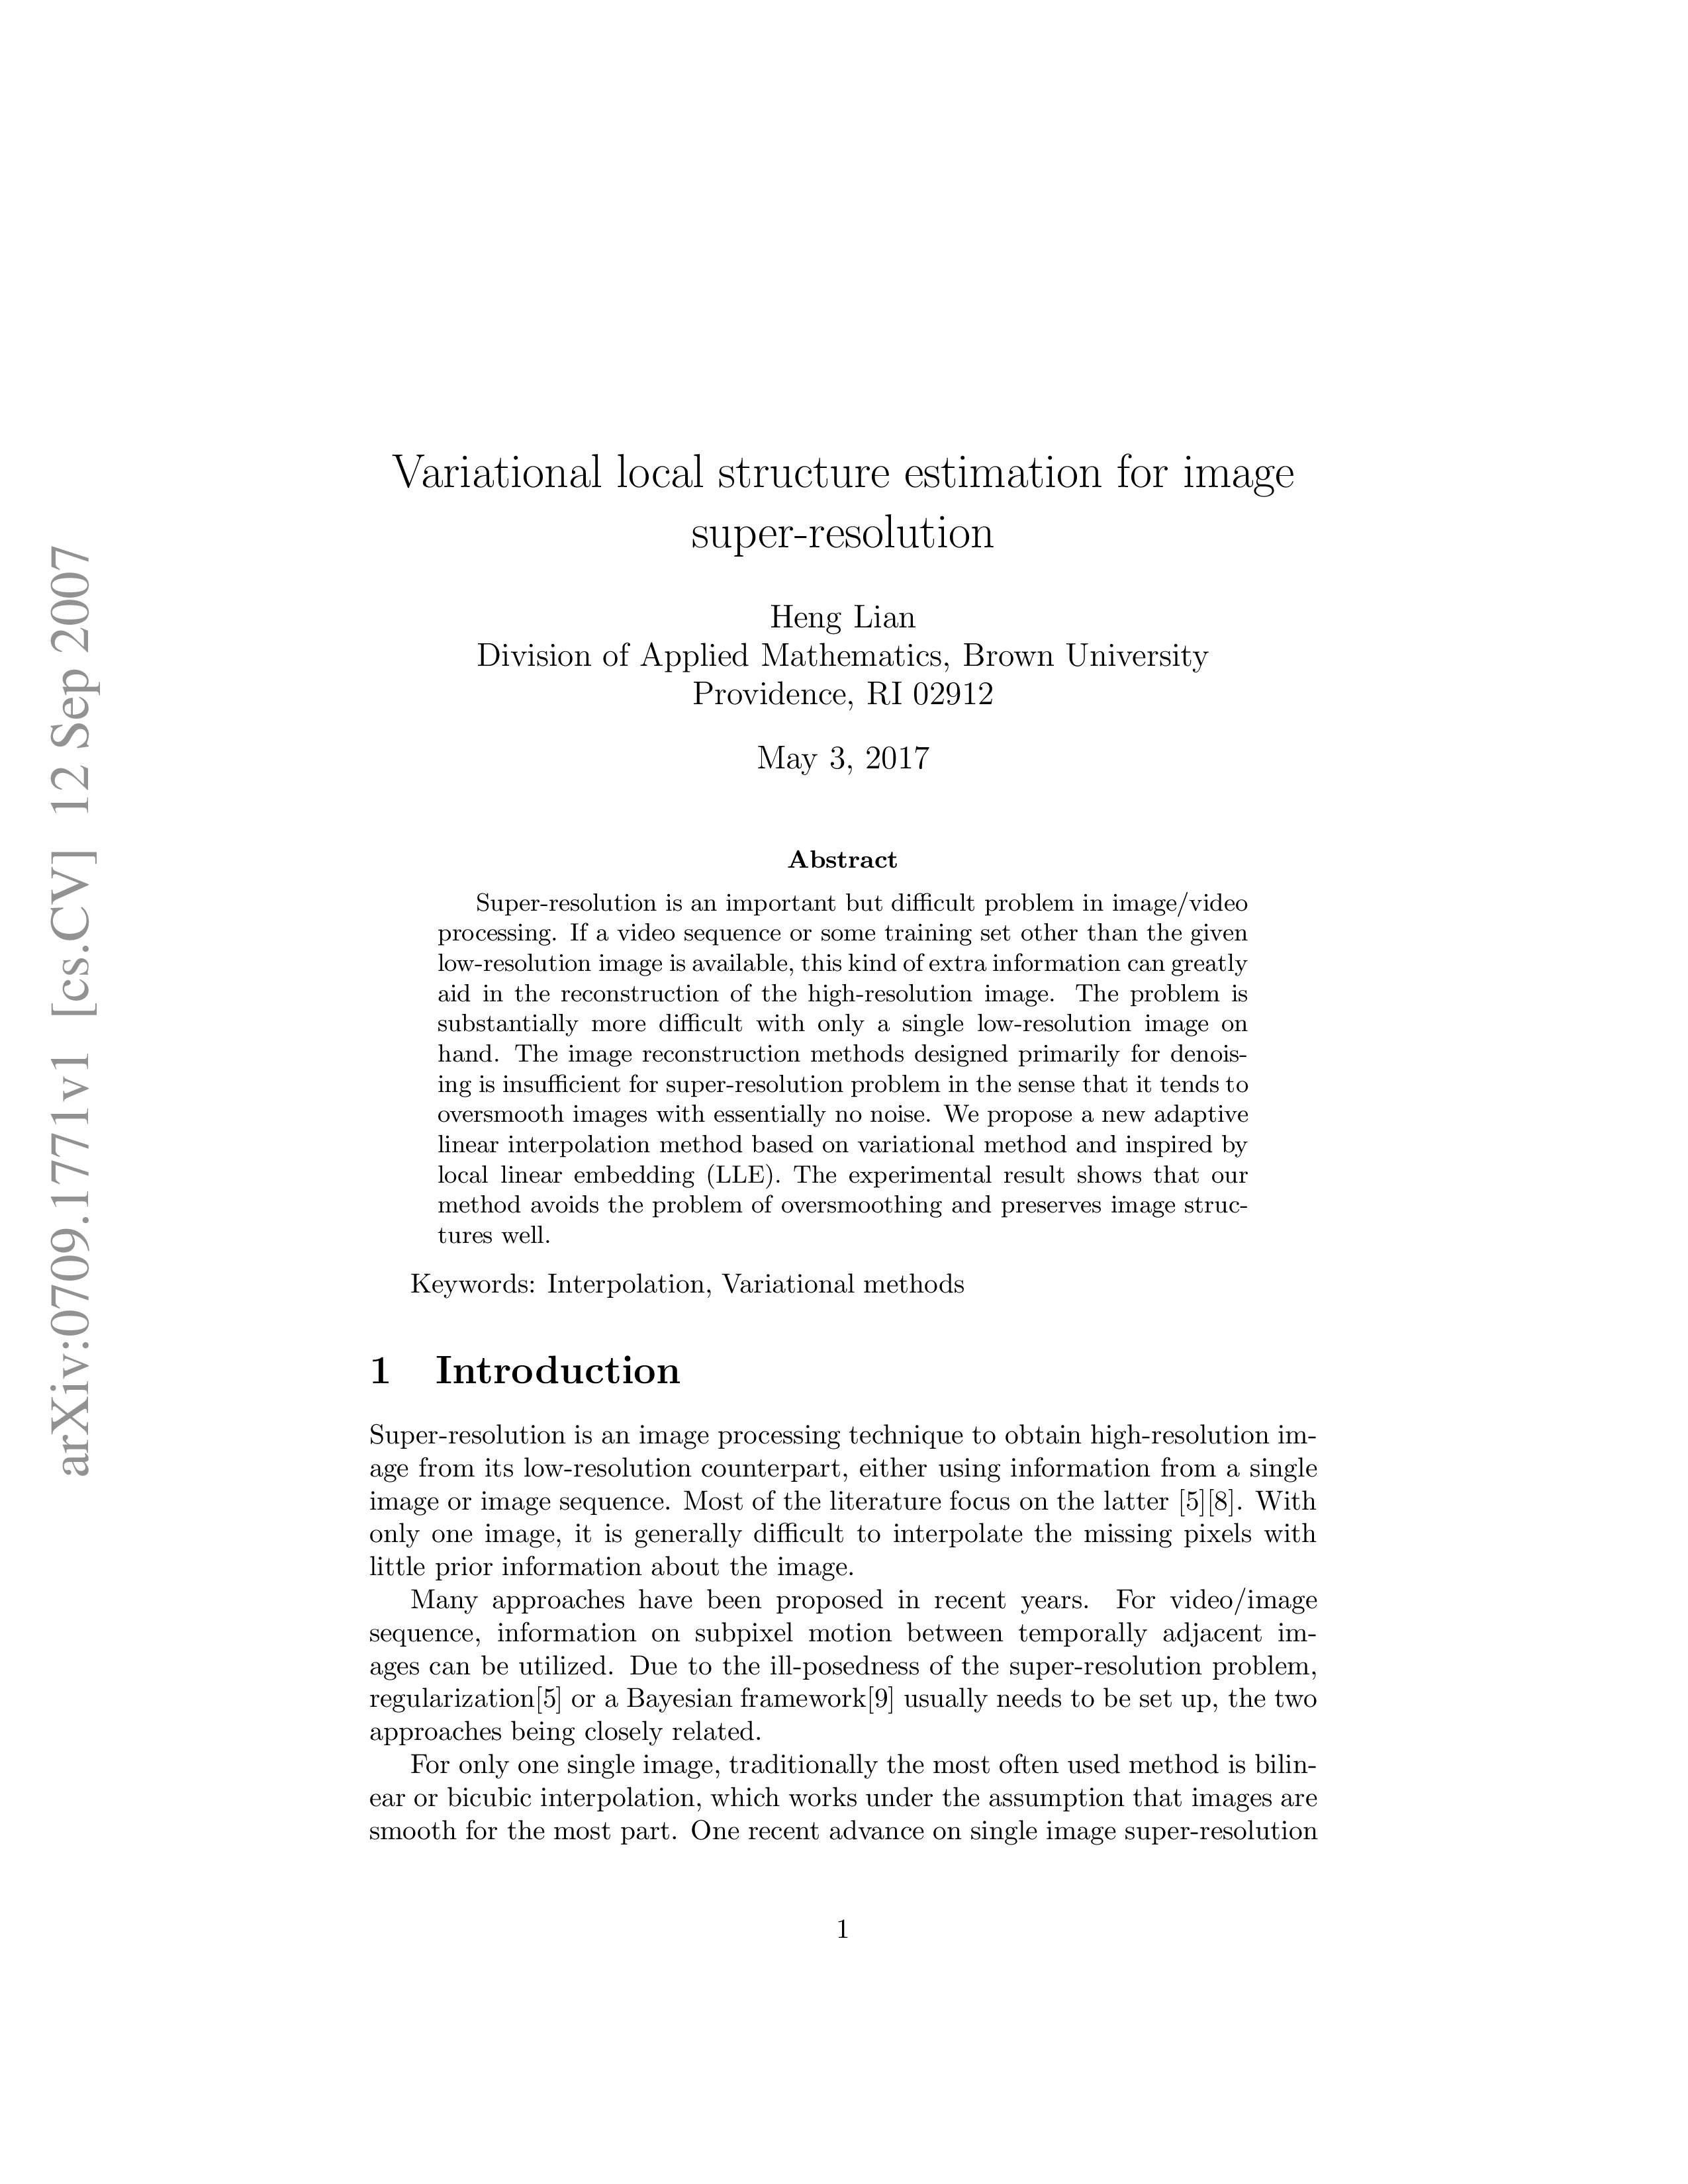 arXiv:0709.1771v1 [cs.CV] 12 Sep 2007
Variational local structure estimation for image
super-resolution
Heng Lian
Division of Applied Mathematics, Brown University
Providence, RI 02912
May 3, 2017
Abstract
Super-resolution is an important but difficult problem in image/video
processing. If a video sequence or some training set other than the given
low-resolution image is available, this kind of extra information can greatly
aid in the reconstruction of the high-resolution image. The problem is
substantially more difficult with only a single low-resolution image on
hand. The image reconstruction methods designed primarily for denois-
ing is insufficient for super-resolution problem in the sense that it tends to
oversmooth images with essentially no noise. We propose a new adaptive
linear interpolation method based on variational method and inspired by
local linear embedding (LLE). The experimental result shows that our
method avoids the problem of oversmoothing and preserves image struc-
tures well.
Keywords: Interpolation, Variational methods
1 Introduction
Super-resolution is an image processing technique to obtain high-resolution im-
age from its low-resolution counterpart, either using information from a single
image or image sequence. Most of the literature focus on the latter [5][8]. With
only one image, it is generally difficult to interpolate the missing pixels with
little prior information about the image.
Many approaches have been proposed in recent years. For video/image
sequence, information on subpixel motion between temporally adjacent im-
ages can be utilized. Due to the ill-posedness of the super-resolution problem,
regularization[5] or a Bayesian framework[9] usually needs to be set up, the two
approaches being closely related.
For only one single image, traditionally the most often used method is bilin-
ear or bicubic interpolation, which works under the assumption that images are
smooth for the most part. One recent advance on single image super-resolution
1